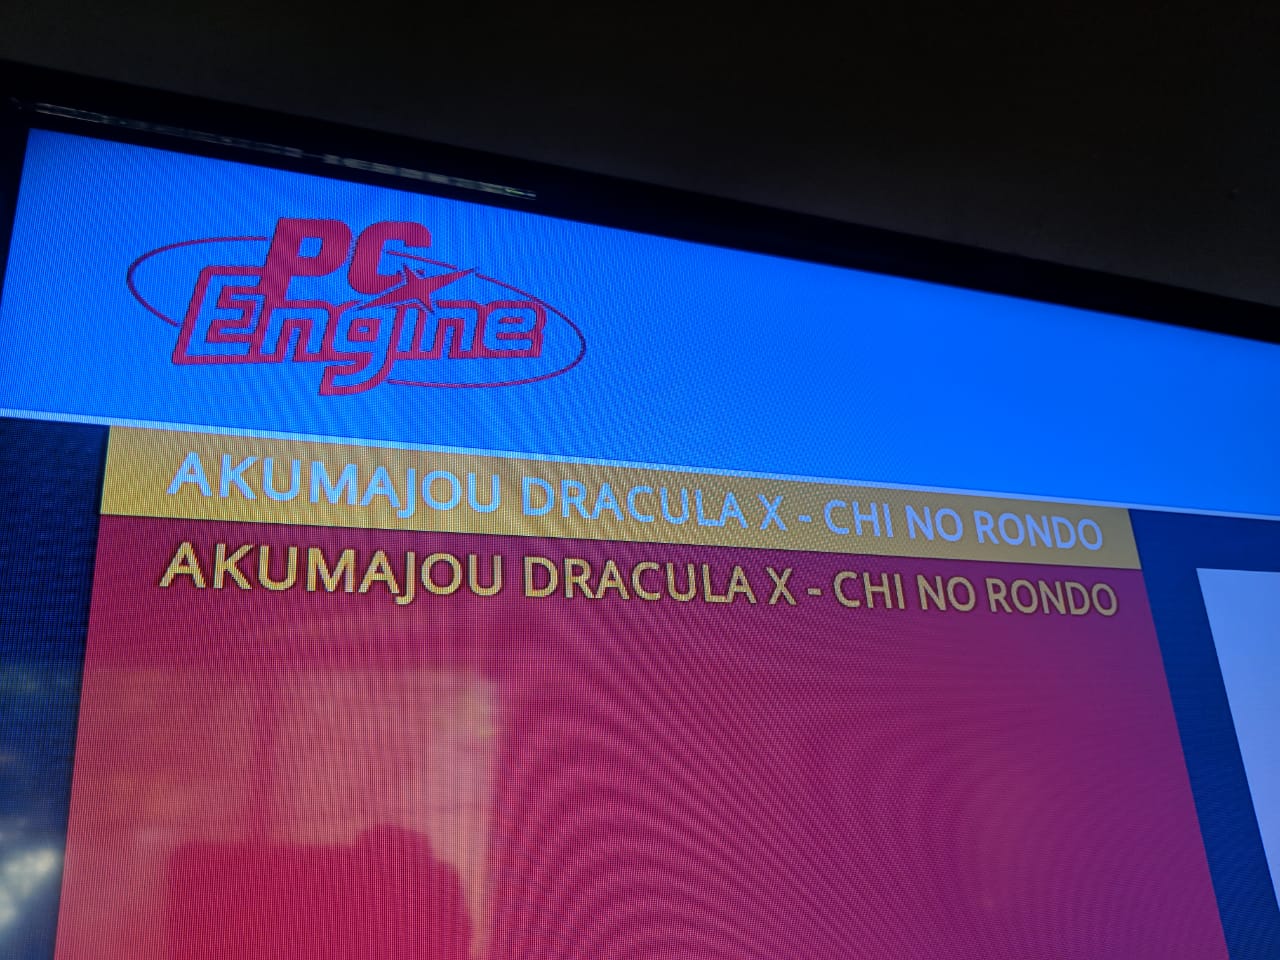 PC
Engine
AKUMAJOU DRACULA X - CHI NO RONDO
AKUMAJOU DRACULA X - CHI NO RONDO